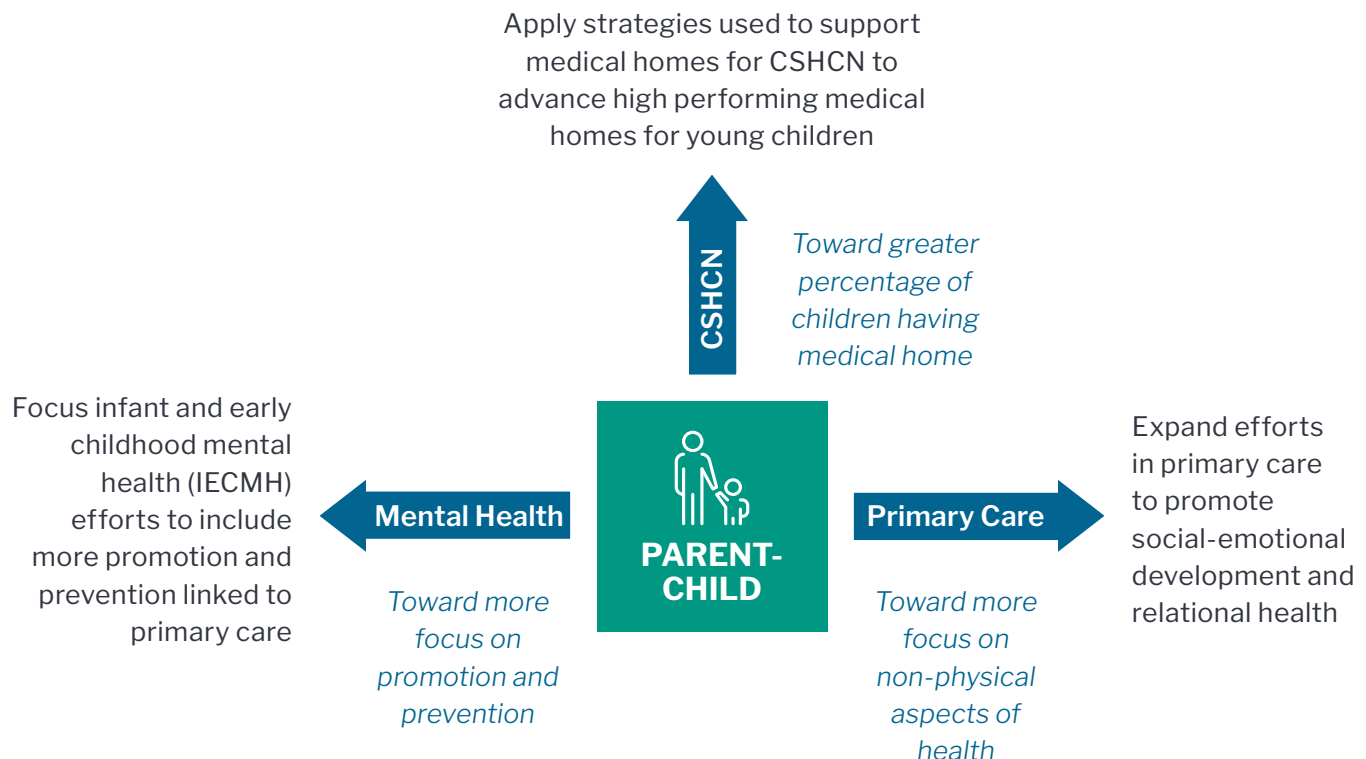 Apply strategies used to support
medical homes for CSHCN to
advance high performing medical
homes for young children
CSHCN
Toward greater
percentage of
children having
medical home
Focus infant and early
childhood mental
health (IECMH)
efforts to include
more promotion and
prevention linked to
primary care
Mental Health
Toward more
focus on
promotion and
prevention
PARENT-
CHILD
Primary Care
Toward more
focus on
non-physical
aspects of
health
Expand efforts
in primary care
to promote
social-emotional
development and
relational health